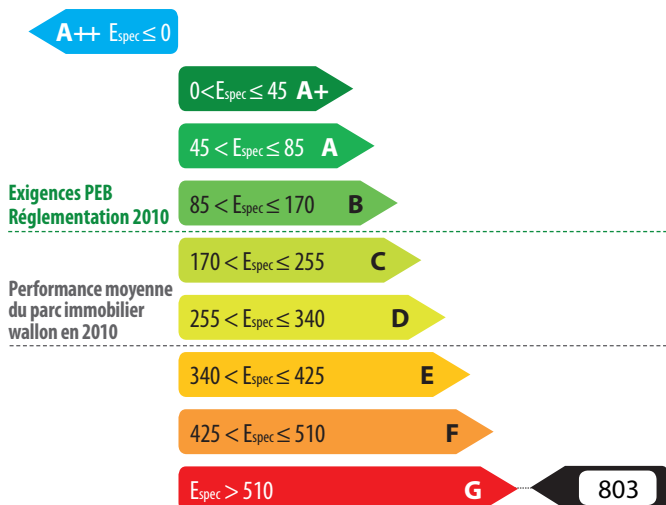 A++ Espec ≤ 0
0<Espec ≤ 45 A+
45 < Espec ≤ 85 A
Exigences PEB
Réglementation 2010
85 < Espec ≤ 170 B
170 < Espec ≤ 255 C
Performance moyenne
du parc immobilier
wallon en 2010
255 < Espec ≤ 340 D
340 < Espec ≤ 425 E
425 < Espec ≤ 510 F
Espec > 510 G
803